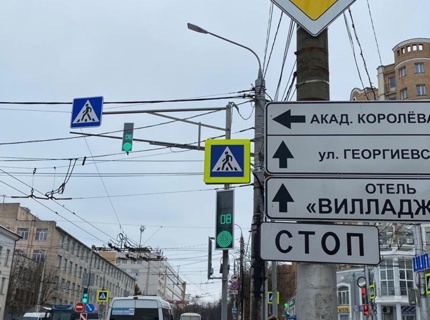 АКАД. КОРОЛЁВА
ул. ГЕОРГИЕВС
ОТЕЛЬ
«ВИЛЛАДЖ
СТОП
08